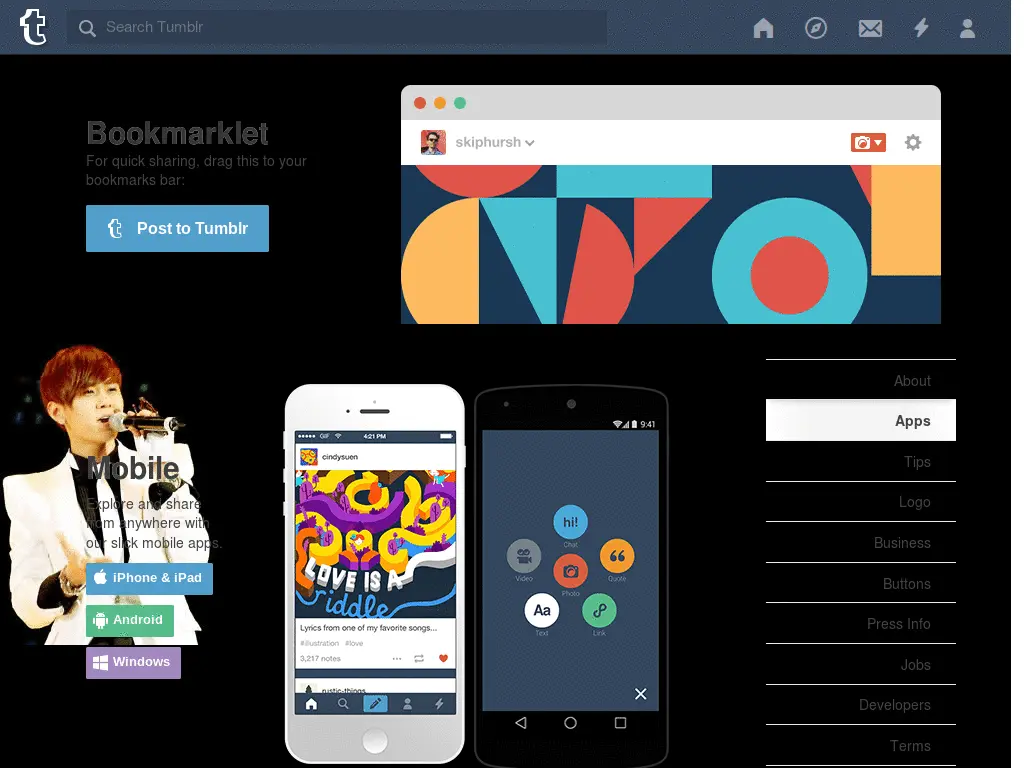 Search Tumblr
Bookmarklet
For quick sharing, drag this to your
bookmarks bar:
Post to Tumblr
skiphursh
Mobile
Explore and share
from anywhere with
our slick mobile apps.
iPhone & iPad
Android
Windows
GIF
4:21 PM
cindysuen
LOVE IS A
riddle
Lyrics from one of my favorite songs...
#illustration #love
3,217 notes
rustic-things
9:41
hi!
Chat
Video
Quote
Photo
Aa
Text
Link
About
Apps
Tips
Logo
Business
Buttons
Press Info
Jobs
Developers
Terms